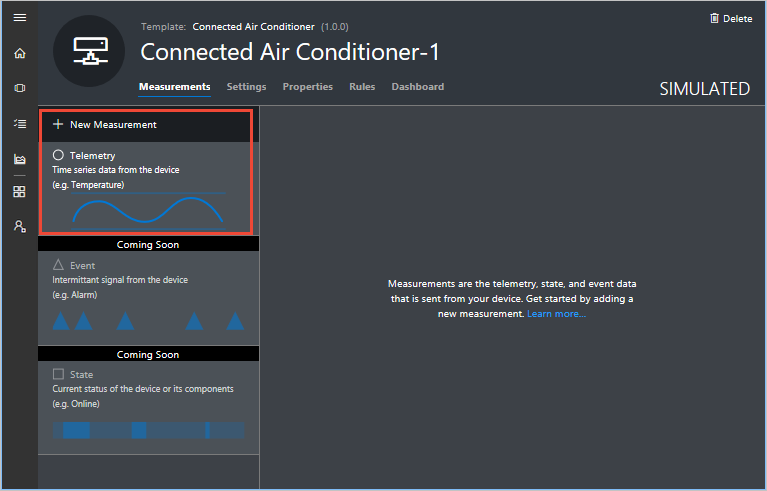 Template: Connected Air Conditioner (1.0.0)
Delete
Connected Air Conditioner-1
Measurements Settings Properties Rules Dashboard
SIMULATED
+ New Measurement
Telemetry
Time series data from the device
(e.g. Temperature)
Coming Soon
Event
Intermittant signal from the device
(e.g. Alarm)
Coming Soon
State
Current status of the device or its components
(e.g. Online)
Measurements are the telemetry, state, and event data
that is sent from your device. Get started by adding a
new measurement. Learn more...